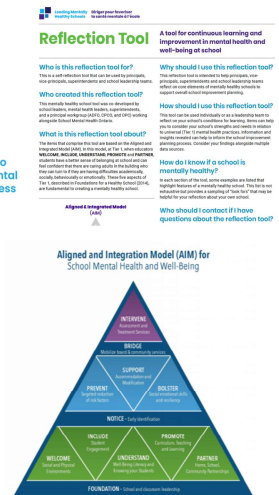 Leading Mentally
Healthy Schools
Diriger pour favoriser
la santé mentale à l'école
Reflection Tool
A tool for continuous learning and
improvement in mental health and
well-being at school
Who is this reflection tool for?
This is a self-reflection tool that can be used by principals,
vice-principals, superintendents and school leadership teams.
Who created this reflection tool?
This mentally healthy school tool was co-developed by
school leaders, mental health leaders, superintendents,
and a principal workgroup (ADFO, CPCO, and OPC) working
alongside School Mental Health Ontario.
What is this reflection tool about?
The items that comprise this tool are based on the Aligned and
Integrated Model (AIM). In this model, at Tier 1, when educators
WELCOME, INCLUDE, UNDERSTAND, PROMOTE and PARTNER,
students have a better sense of belonging at school and can
feel confident that there are caring adults in the building who
they can turn to if they are facing difficulties academically,
socially, behaviorally or emotionally. These five aspects of
Tier 1, described in Foundations for a Healthy School (2014),
are fundamental to creating a mentally healthy school.
Aligned & Integrated Model
(AIM)
Why should I use this reflection tool?
This reflection tool is intended to help principals, vice-
principals, superintendents and school leadership teams
reflect on core elements of mentally healthy schools to
support overall school improvement planning.
How should I use this reflection tool?
This tool can be used individually or as a leadership team to
reflect on your school's conditions for learning. Items can help
you to consider your school's strengths and needs in relation
to universal (Tier 1) mental health practices. Information and
insights revealed can help to inform the school improvement
planning process. Consider your findings alongside multiple
data sources.
How do I know if a school is
mentally healthy?
In each section of the tool, some examples are listed that
highlight features of a mentally healthy school. This list is not
exhaustive but provides a sampling of "look fors" that may be
helpful for your reflection about your own school.
Who should I contact if I have
questions about the reflection tool?
to
ntal
ess
Aligned and Integration Model (AIM) for
School Mental Health and Well-Being
INTERVENE
Assessment and
Treatment Services
BRIDGE
Mobilize board & community services
SUPPORT
Accommodation and
Modification
PREVENT
Targeted reduction
of risk factors
BOLSTER
Social emotional skills
and resiliency
NOTICE - Early Identification
INCLUDE
Student
Engagement
PROMOTE
Curriculum, Teaching
and Learning
WELCOME
Social and Physical
Environments
UNDERSTAND
Well-Being Literacy and
Knowing your Students
PARTNER
Home, School,
Community Partnerships
FOUNDATION - School and classroom leadership